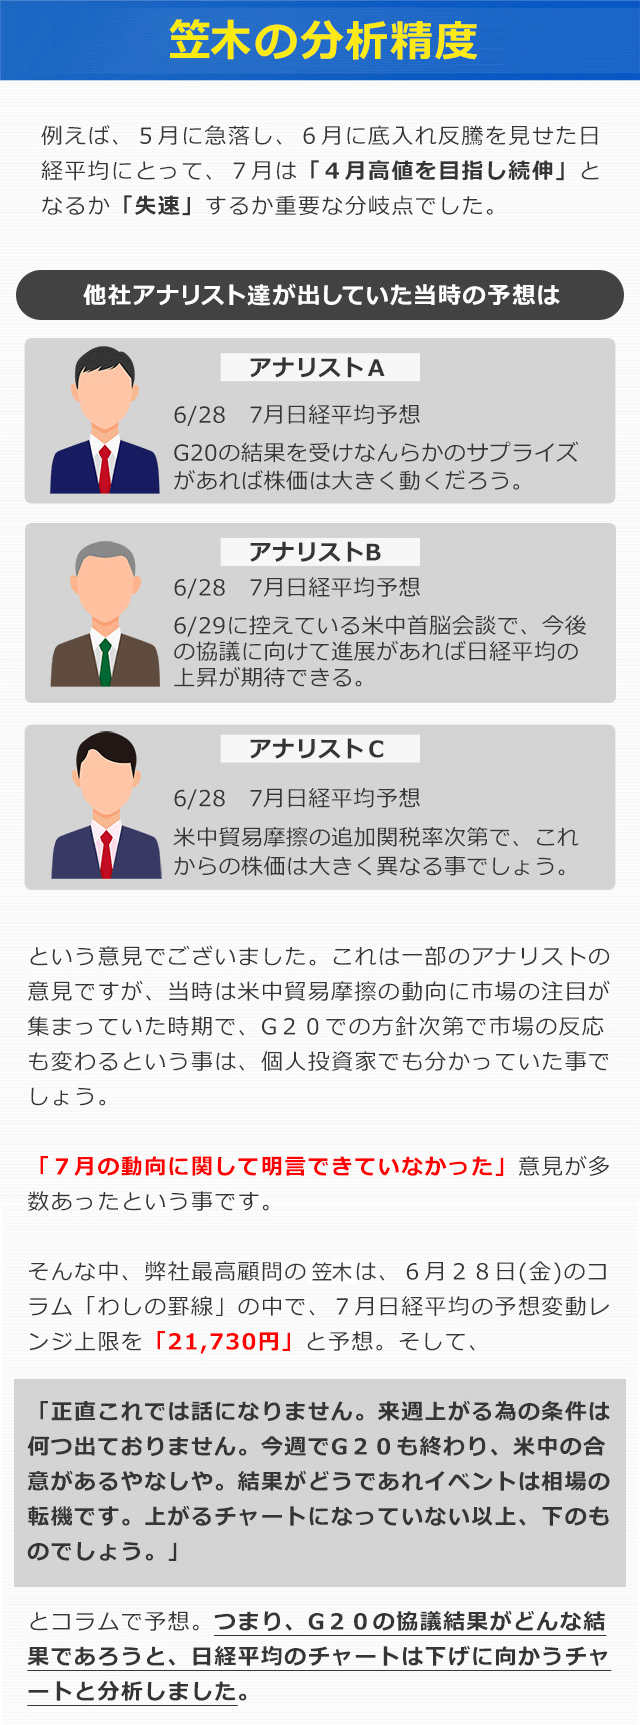 笠木の分析精度
例えば、５月に急落し、６月に底入れ反騰を見せた日
経平均にとって、７月は「４月高値を目指し続伸」と
なるか「失速」するか重要な分岐点でした。
他社アナリスト達が出していた当時の予想は
アナリストＡ
6/28　7月日経平均予想
G20の結果を受けなんらかのサプライズ
があれば株価は大きく動くだろう。
アナリストB
6/28　7月日経平均予想
6/29に控えている米中首脳会談で、今後
の協議に向けて進展があれば日経平均の
上昇が期待できる。
アナリストＣ
6/28　7月日経平均予想
米中貿易摩擦の追加関税率次第で、これ
からの株価は大きく異なる事でしょう。
という意見でございました。これは一部のアナリストの
意見ですが、当時は米中貿易摩擦の動向に市場の注目が
集まっていた時期で、G２０での方針次第で市場の反応
も変わるという事は、個人投資家でも分かっていた事で
しょう。
「７月の動向に関して明言できていなかった」意見が多
数あったという事です。
そんな中、弊社最高顧問の笠木は、６月２８日(金)のコ
ラム「わしの罫線」の中で、７月日経平均の予想変動レ
ンジ上限を「21,730円」と予想。そして、
「正直これでは話になりません。来週上がる為の条件は
何つ出ておりません。今週でG２０も終わり、米中の合
意があるやなしや。結果がどうであれイベントは相場の
転機です。上がるチャートになっていない以上、下のも
のでしょう。」
とコラムで予想。つまり、G２０の協議結果がどんな結
果であろうと、日経平均のチャートは下げに向かうチャ
ートと分析しました。